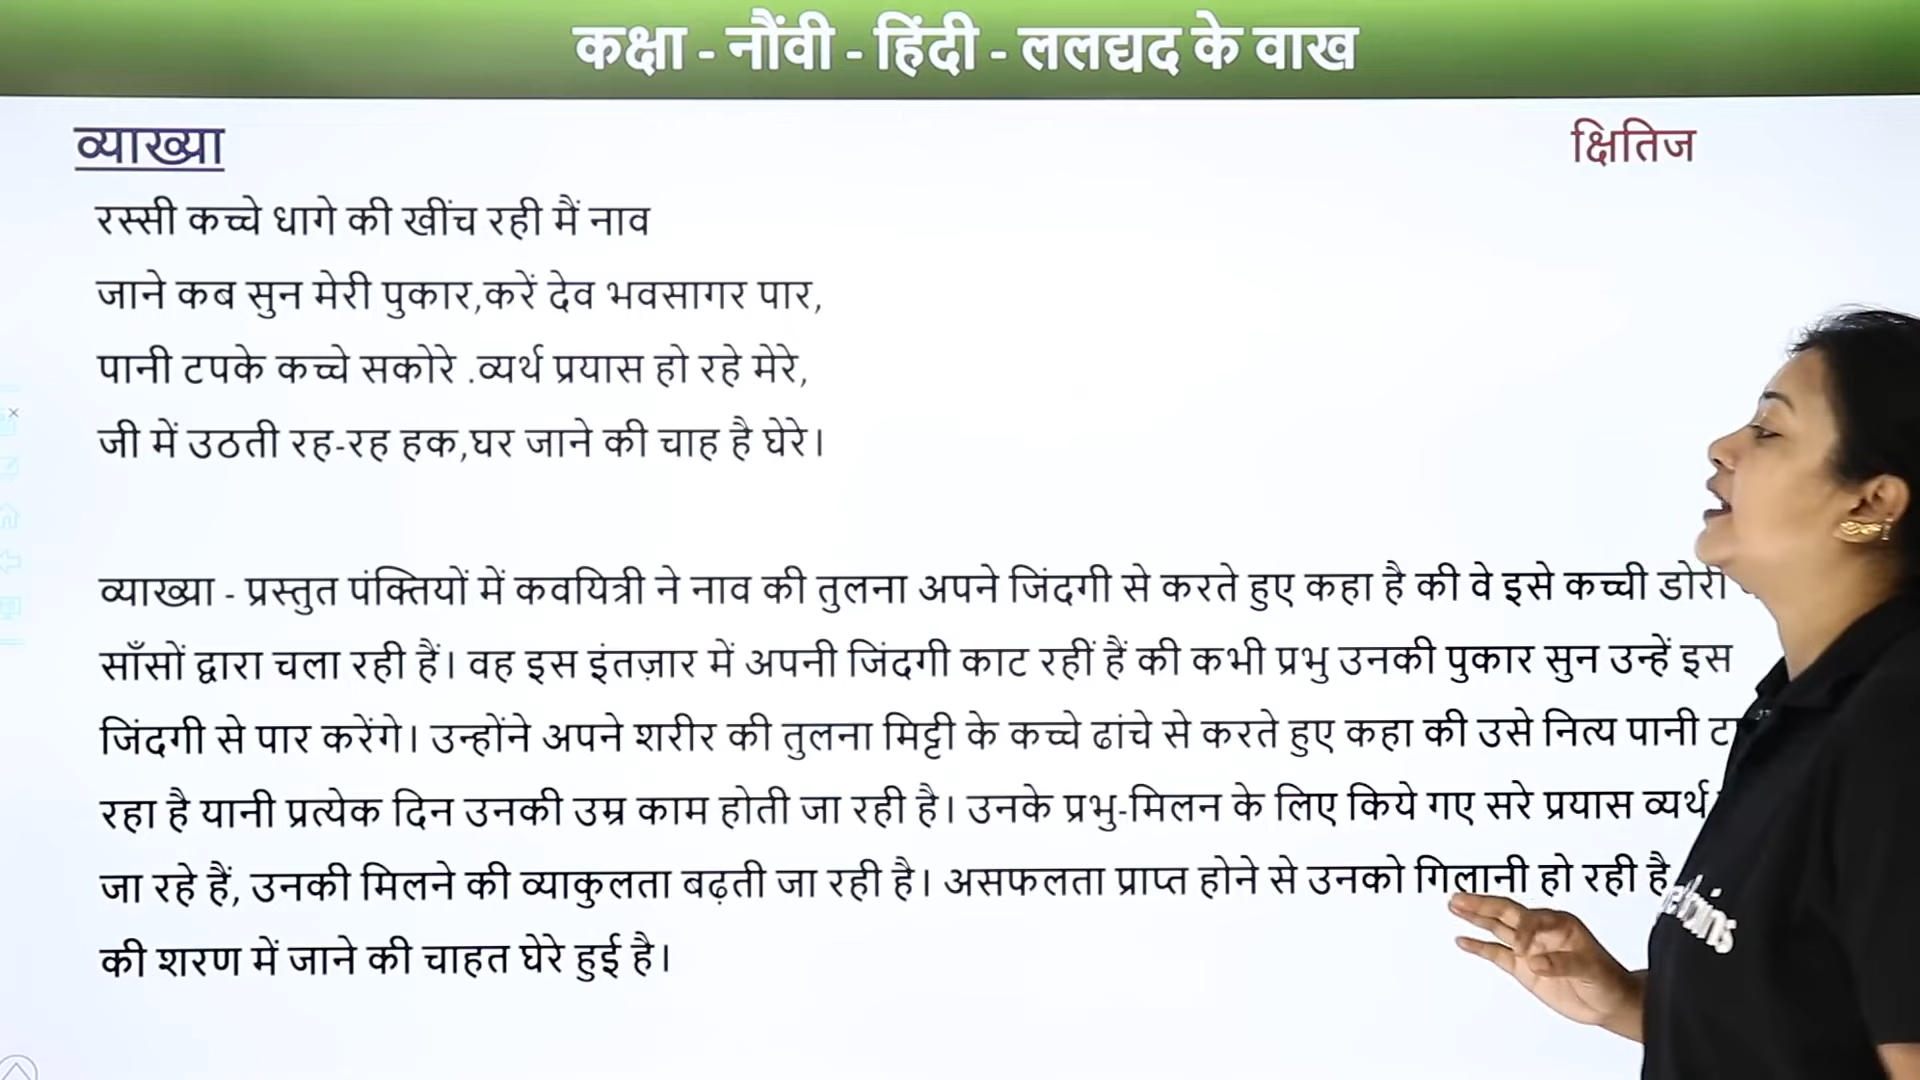 कक्षा - नौंवी - हिंदी - ललद्यद के वाख
व्याख्या
क्षितिज
रस्सी कच्चे धागे की खींच रही मैं नाव
जाने कब सुन मेरी पुकार,करें देव भवसागर पार,
पानी टपके कच्चे सकोरे .व्यर्थ प्रयास हो रहे मेरे,
जी में उठती रह-रह हक,घर जाने की चाह है घेरे।
व्याख्या - प्रस्तुत पंक्तियों में कवयित्री ने नाव की तुलना अपने जिंदगी से करते हुए कहा है की वे इसे कच्ची डोरी
साँसों द्वारा चला रही हैं। वह इस इंतज़ार में अपनी जिंदगी काट रहीं हैं की कभी प्रभु उनकी पुकार सुन उन्हें इस
जिंदगी से पार करेंगे। उन्होंने अपने शरीर की तुलना मिट्टी के कच्चे ढांचे से करते हुए कहा की उसे नित्य पानी
रहा है यानी प्रत्येक दिन उनकी उम्र काम होती जा रही है। उनके प्रभु-मिलन के लिए किये गए सरे प्रयास व्यर्थ
जा रहे हैं, उनकी मिलने की व्याकुलता बढ़ती जा रही है। असफलता प्राप्त होने से उनको गिलानी हो रही है
की शरण में जाने की चाहत घेरे हुई है।